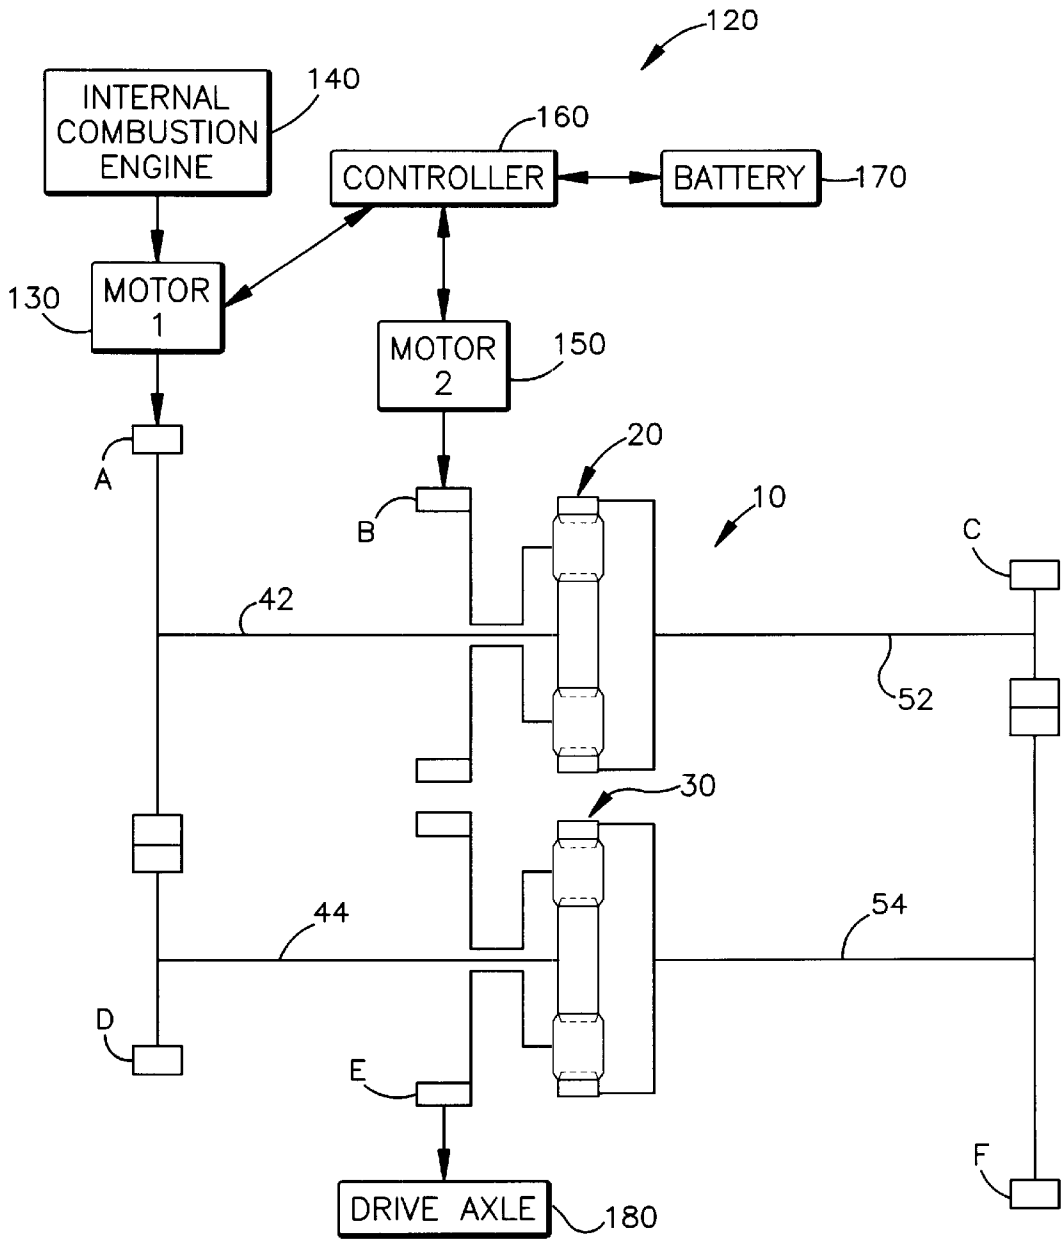 120
INTERNAL
COMBUSTION
ENGINE
140
160
CONTROLLER
BATTERY
170
MOTOR
1
130
MOTOR
2
150
A
20
B
10
C
42
52
30
44
54
D
E
F
DRIVE AXLE
180